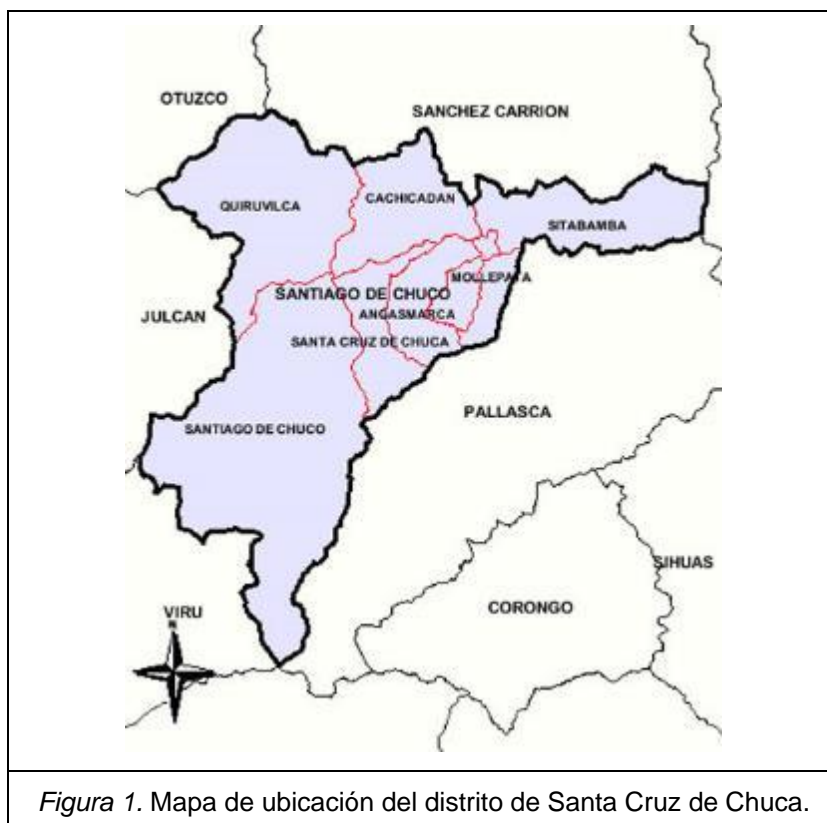 OTUZCO
SANCHEZ CARRION
QUIRUVILCA
CACHICADAN
SITABAMBA
MOLLEPATA
SANTIAGO DE CHUCO
ANGASMARCA
JULCAN
SANTA CRUZ DE CHUCA
PALLASCA
SANTIAGO DE CHUCO
SIHUAS
CORONGO
VIRU
N
Figura 1. Mapa de ubicación del distrito de Santa Cruz de Chuca.